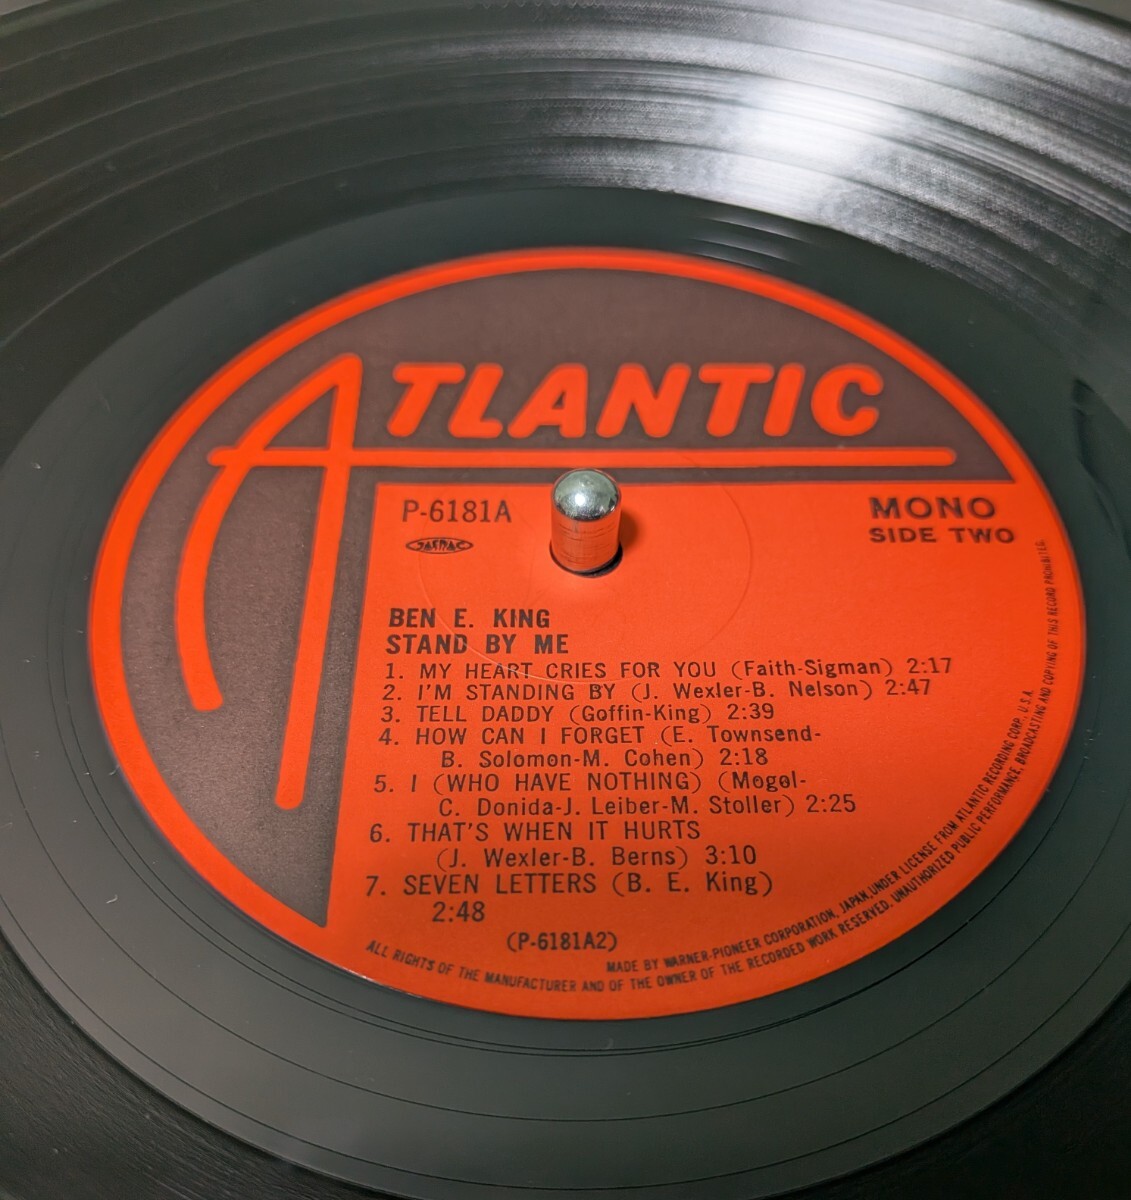 ATLANTIC
P-6181A
JASRAC
MONO
SIDE TWO
BEN E. KING
STAND BY ME
1. MY HEART CRIES FOR YOU (Faith-Sigman) 2:17
2. I'M STANDING BY (J. Wexler-B. Nelson) 2:47
3. TELL DADDY (Goffin-King) 2:39
4. HOW CAN I FORGET (E. Townsend-
B. Solomon-M. Cohen) 2:18
5. I (WHO HAVE NOTHING) (Mogol-
C. Donida-J. Leiber-M. Stoller) 2:25
6. THAT'S WHEN IT HURTS
(J. Wexler-B. Berns) 3:10
7. SEVEN LETTERS (B. E. King)
2:48
(P-6181A2)
MADE BY WARNER-PIONEER CORPORATION, JAPAN, UNDER LICENSE FROM ATLANTIC RECORDING CORP., U.S.A.
ALL RIGHTS OF THE MANUFACTURER AND OF THE OWNER OF THE RECORDED WORK RESERVED. UNAUTHORIZED PUBLIC PERFORMANCE, BROADCASTING AND COPYING OF THIS RECORD PROHIBITED.